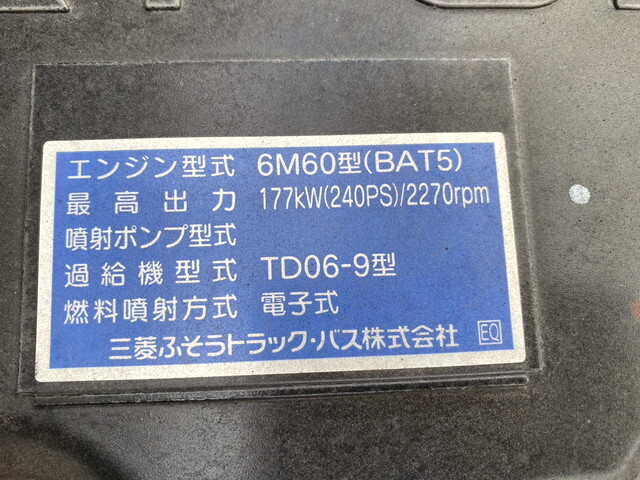 エンジン型式 6M60型(BAT5)
最高出力 177kW(240PS)/2270rpm
噴射ポンプ型式
過給機型式 TD06-9型
燃料噴射方式 電子式
三菱ふそうトラック・バス株式会社 EQ